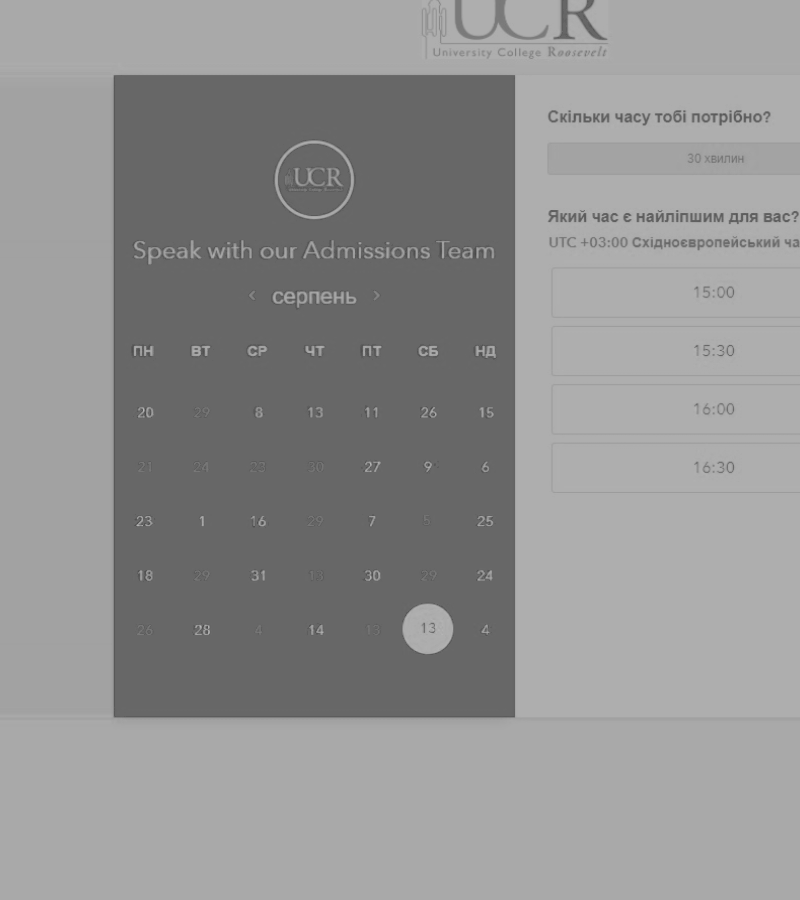 UCR
University College Roosevelt
UCR
Speak with our Admissions Team
‹ серпень ›
ПН ВТ СР ЧТ ПТ СБ НД
20 29 8 13 11 26 15
21 24 23 30 27 9 6
23 1 16 29 7 5 25
18 29 31 13 30 29 24
26 28 4 14 13 13 4
Скільки часу тобі потрібно?
30 хвилин
Який час є найліпшим для вас?
UTC +03:00 Східноєвропейський ча
15:00
15:30
16:00
16:30